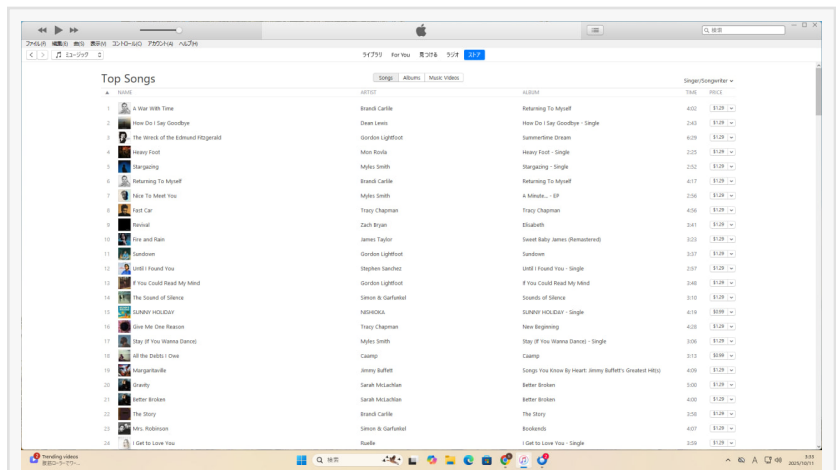 検索
ファイル(F) 編集(E) 曲(S) 表示(V) コントロール(C) アカウント(A) ヘルプ(H)
ミュージック ライブラリ For You 見つける ラジオ ストア
Top Songs Songs Albums Music Videos Singer/Songwriter
NAME ARTIST ALBUM TIME PRICE
1 A War With Time Brandi Carlile Returning To Myself 4:02 $1.29
2 How Do I Say Goodbye Dean Lewis How Do I Say Goodbye - Single 2:43 $1.29
3 The Wreck of the Edmund Fitzgerald Gordon Lightfoot Summertime Dream 6:29 $1.29
4 Heavy Foot Mon Rovîa Heavy Foot - Single 2:25 $1.29
5 Stargazing Myles Smith Stargazing - Single 2:52 $1.29
6 Returning To Myself Brandi Carlile Returning To Myself 4:17 $1.29
7 Nice To Meet You Myles Smith A Minute... - EP 2:56 $1.29
8 Fast Car Tracy Chapman Tracy Chapman 4:56 $1.29
9 Revival Zach Bryan Elisabeth 3:41 $1.29
10 Fire and Rain James Taylor Sweet Baby James (Remastered) 3:23 $1.29
11 Sundown Gordon Lightfoot Sundown 3:37 $1.29
12 Until I Found You Stephen Sanchez Until I Found You - Single 2:57 $1.29
13 If You Could Read My Mind Gordon Lightfoot If You Could Read My Mind 3:48 $1.29
14 The Sound of Silence Simon & Garfunkel Sounds of Silence 3:10 $1.29
15 SUNNY HOLIDAY NISHIOKA SUNNY HOLIDAY - Single 4:19 $0.99
16 Give Me One Reason Tracy Chapman New Beginning 4:28 $1.29
17 Stay (If You Wanna Dance) Myles Smith Stay (If You Wanna Dance) - Single 3:06 $1.29
18 All the Debts I Owe Caamp Caamp 3:13 $0.99
19 Margaritaville Jimmy Buffett Songs You Know By Heart: Jimmy Buffett's Greatest Hit(s) 4:09 $1.29
20 Gravity Sarah McLachlan Better Broken 5:00 $1.29
21 Better Broken Sarah McLachlan Better Broken 4:00 $1.29
22 The Story Brandi Carlile The Story 3:58 $1.29
23 Mrs. Robinson Simon & Garfunkel Bookends 4:07 $1.29
24 I Get to Love You Ruelle I Get to Love You - Single 3:59 $1.29
Trending videos
検索
A
2025/10/11